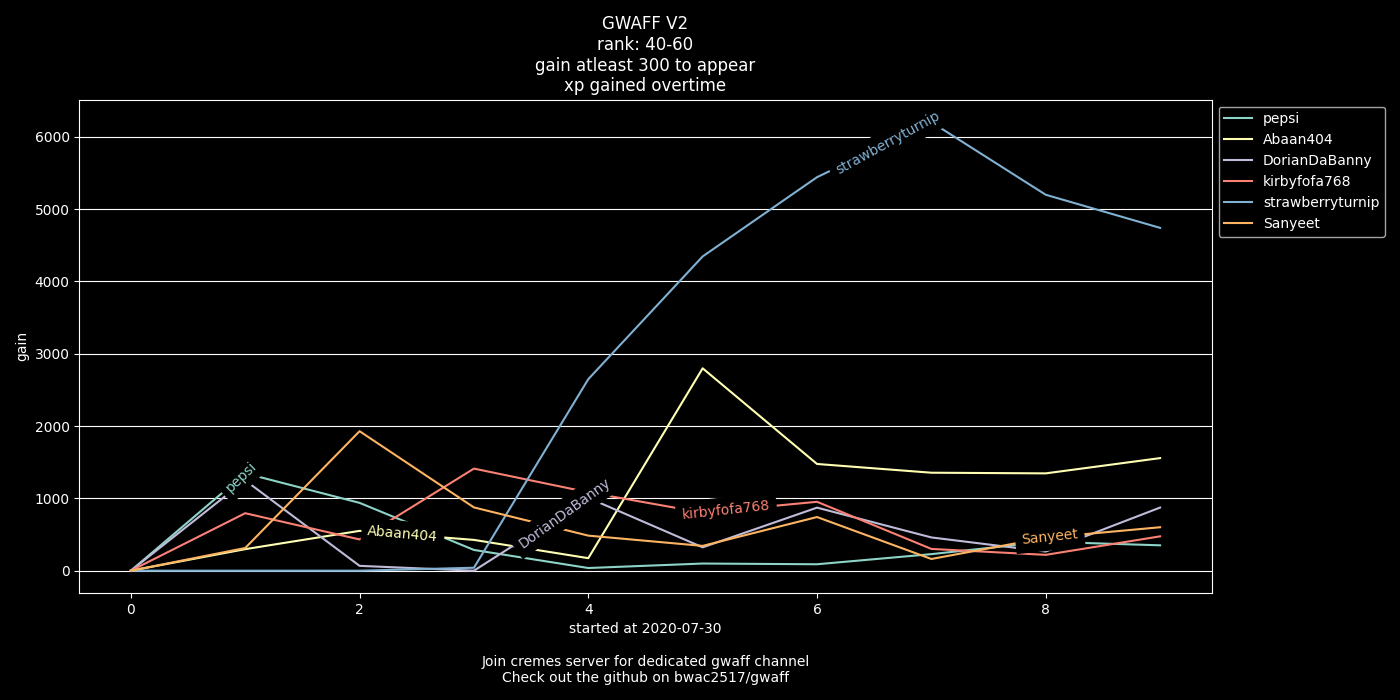 GWAFF V2
rank: 40-60
gain atleast 300 to appear
xp gained overtime
gain
6000
5000
4000
3000
2000
1000
0
strawberryturnip
pepsi
Abaan404
DorianDaBanny
kirbyfofa768
Sanyeet
pepsi
Abaan404
DorianDaBanny
kirbyfofa768
strawberryturnip
Sanyeet
0 2 4 6 8
started at 2020-07-30
Join cremes server for dedicated gwaff channel
Check out the github on bwac2517/gwaff